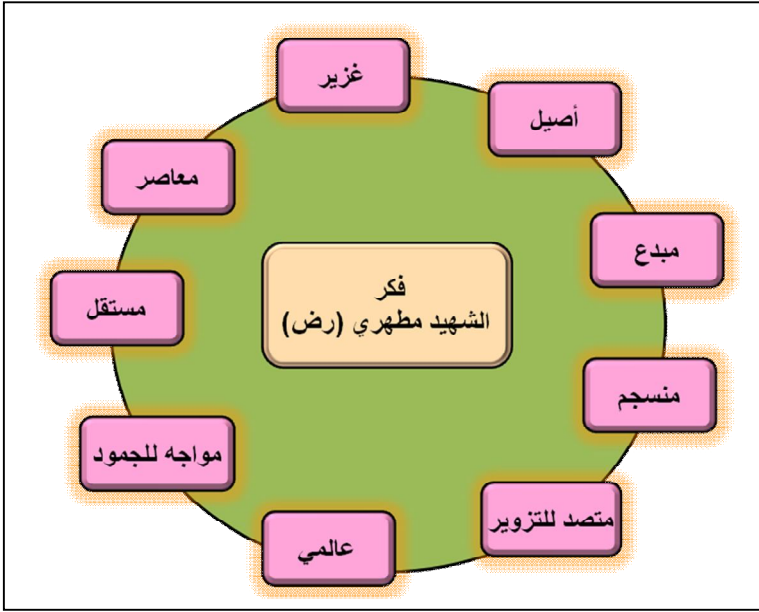 غزير
أصيل
معاصر
مبدع
فكر
الشهيد مطهري (رض)
مستقل
منسجم
مواجه للجمود
متصد للتزوير
عالمي